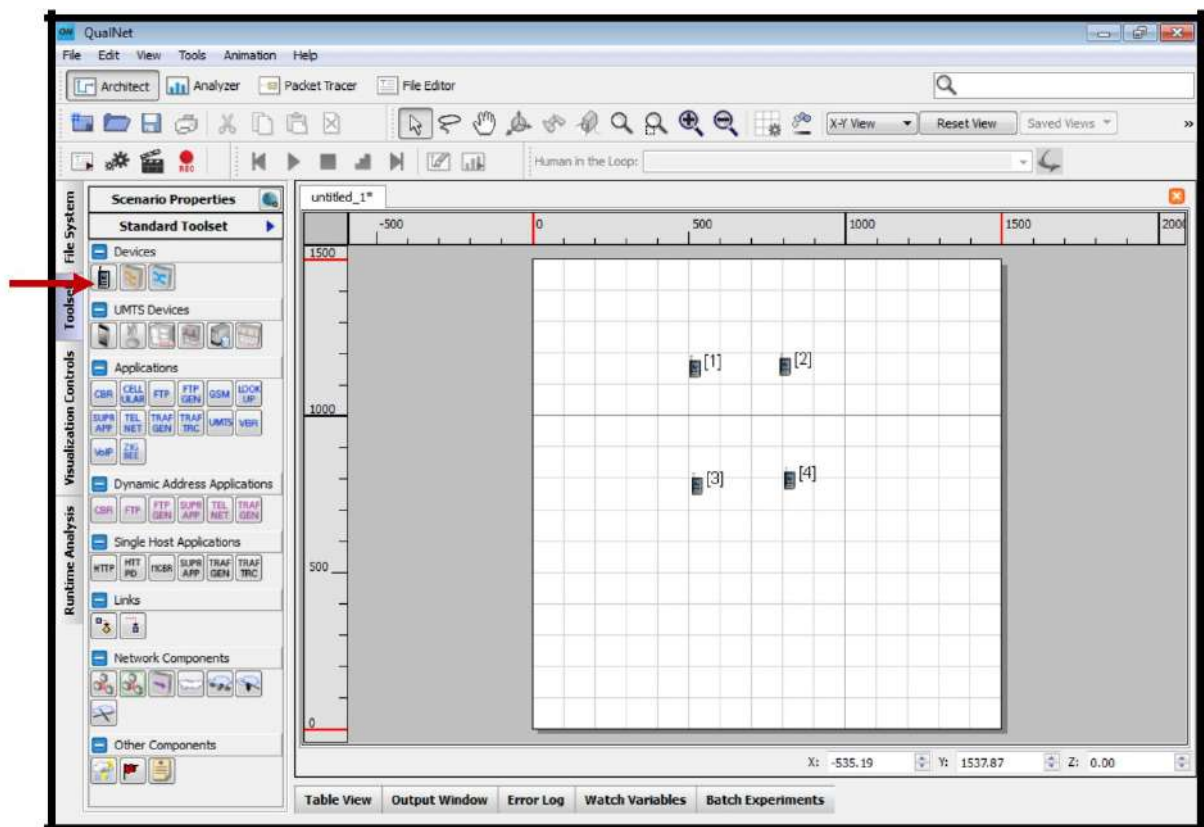 QualNet
File Edit View Tools Animation Help
Architect Analyzer Packet Tracer File Editor
X-Y View Reset View Saved Views »
REC Human in the Loop:
File System
Toolset
Visualization Controls
Runtime Analysis
Scenario Properties
Standard Toolset
Devices
UMTS Devices
Applications
CBR CELLULAR FTP FTP GEN GSM LOOK UP
SUPR APP TEL NET TRAF GEN TRAF TRC UMTS VBR
VoIP ZIG BEE
Dynamic Address Applications
CBR FTP FTP GEN SUPR APP TEL NET TRAF GEN
Single Host Applications
HTTP HTT PD MCBR SUPR APP TRAF GEN TRAF TRC
Links
Network Components
Other Components
untitled_1*
-500 0 500 1000 1500 2000
1500
1000
500
0
[1] [2]
[3] [4]
X: -535.19 Y: 1537.87 Z: 0.00
Table View Output Window Error Log Watch Variables Batch Experiments